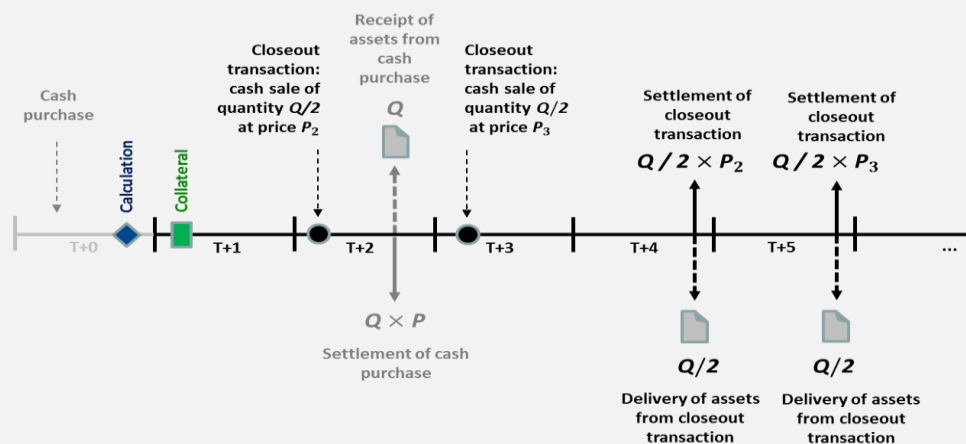 Cash
purchase
Calculation
Collateral
Closeout
transaction:
cash sale of
quantity Q/2
at price P₂
Receipt of
assets from
cash
purchase
Q
Closeout
transaction:
cash sale of
quantity Q/2
at price P₃
Settlement of
closeout
transaction
Q / 2 × P₂
Settlement of
closeout
transaction
Q / 2 × P₃
T+0
T+1
T+2
T+3
T+4
T+5
...
Q × P
Settlement of cash
purchase
Q/2
Delivery of assets
from closeout
transaction
Q/2
Delivery of assets
from closeout
transaction